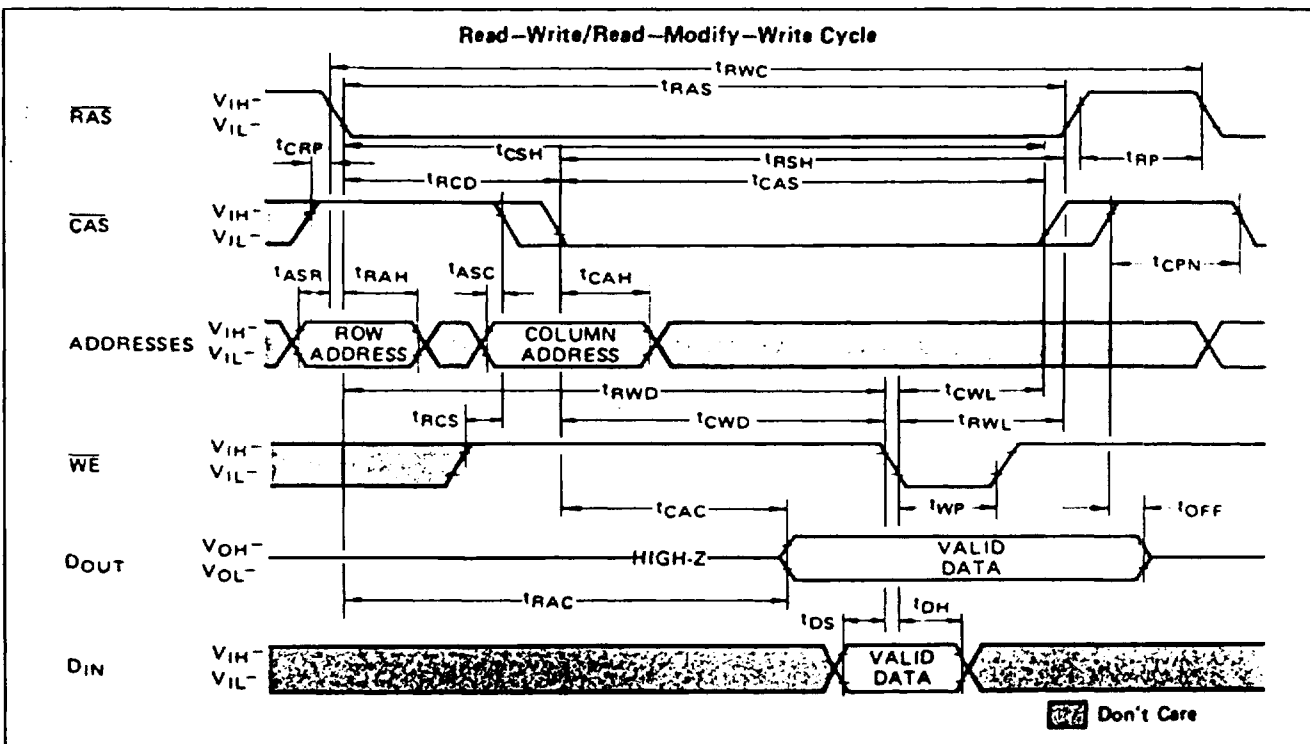 Read–Write/Read–Modify–Write Cycle
tRWC
tRAS
RAS
VIH–
VIL–
tCRP
tCSH
tRSH
tRP
tRCD
tCAS
CAS
VIH–
VIL–
tASR
tRAH
tASC
tCAH
tCPN
ADDRESSES
VIH–
VIL–
ROW
ADDRESS
COLUMN
ADDRESS
tRWD
tCWL
tRCS
tCWD
tRWL
WE
VIH–
VIL–
tCAC
tWP
tOFF
DOUT
VOH–
VOL–
HIGH-Z
VALID
DATA
tRAC
tDS
tDH
DIN
VIH–
VIL–
VALID
DATA
Don't Care